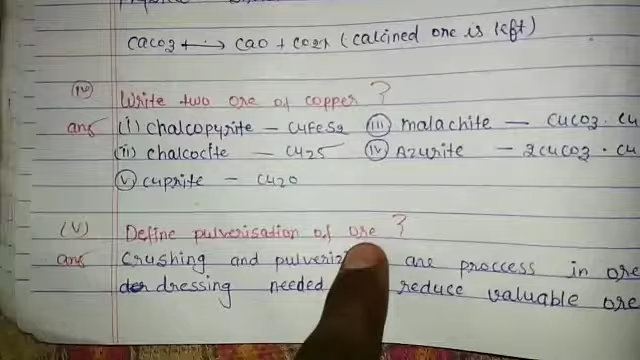 CaCO3 ⟷ CaO + CO2↑ (calcined ore is left)
(iv) Write two ore of copper ?
ans (i) chalcopyrite – CuFeS2 (iii) malachite – CuCO3. Cu
(ii) chalcocite – Cu2S (iv) Azurite – 2CuCO3 · Cu
(v) cuprite – Cu2O
(v) Define pulverisation of ore ?
ans Crushing and are proccess in ore
dressing needed reduce valuable ore